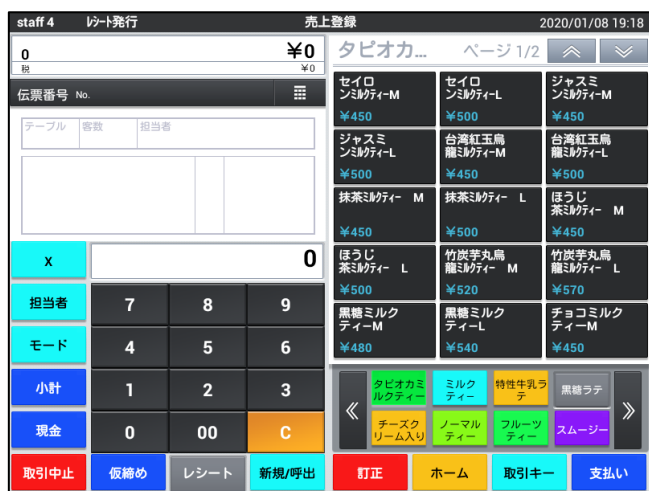 staff 4 ﾚｼｰﾄ発行 売上登録 2020/01/08 19:18
0 ¥0
税 ¥0
伝票番号 No.
テーブル 客数 担当者
X 0
担当者 7 8 9
モード 4 5 6
小計 1 2 3
現金 0 00 C
取引中止 仮締め レシート 新規/呼出
タピオカ... ページ 1/2
セイロ
ンﾐﾙｸﾃｨｰM
¥450
セイロ
ンﾐﾙｸﾃｨｰL
¥500
ジャスミ
ンﾐﾙｸﾃｨｰM
¥450
ジャスミ
ンﾐﾙｸﾃｨｰL
¥500
台湾紅玉烏
龍ﾐﾙｸﾃｨｰM
¥450
台湾紅玉烏
龍ﾐﾙｸﾃｨｰL
¥500
抹茶ﾐﾙｸﾃｨｰ M
¥450
抹茶ﾐﾙｸﾃｨｰ L
¥500
ほうじ
茶ﾐﾙｸﾃｨｰ M
¥450
ほうじ
茶ﾐﾙｸﾃｨｰ L
¥500
竹炭芋丸烏
龍ﾐﾙｸﾃｨｰ M
¥520
竹炭芋丸烏
龍ﾐﾙｸﾃｨｰ L
¥570
黒糖ミルク
ティーM
¥480
黒糖ミルク
ティーL
¥540
チョコミルク
ティーM
¥450
タピオカミ
ルクティー
ミルク
ティー
特性牛乳ラ
テ
黒糖ラテ
チーズク
リーム入り
ノーマル
ティー
フルーツ
ティー
スムージー
訂正 ホーム 取引キー 支払い